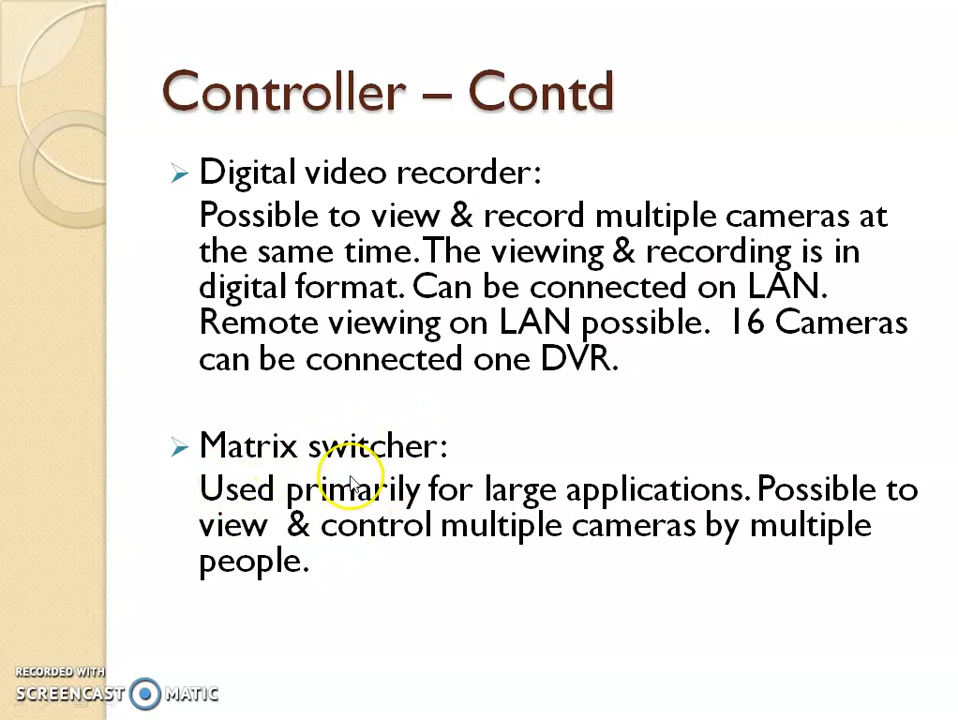 Controller – Contd
Digital video recorder:
Possible to view & record multiple cameras at
the same time. The viewing & recording is in
digital format. Can be connected on LAN.
Remote viewing on LAN possible. 16 Cameras
can be connected one DVR.
Matrix switcher:
Used primarily for large applications. Possible to
view & control multiple cameras by multiple
people.
RECORDED WITH
SCREENCAST MATIC